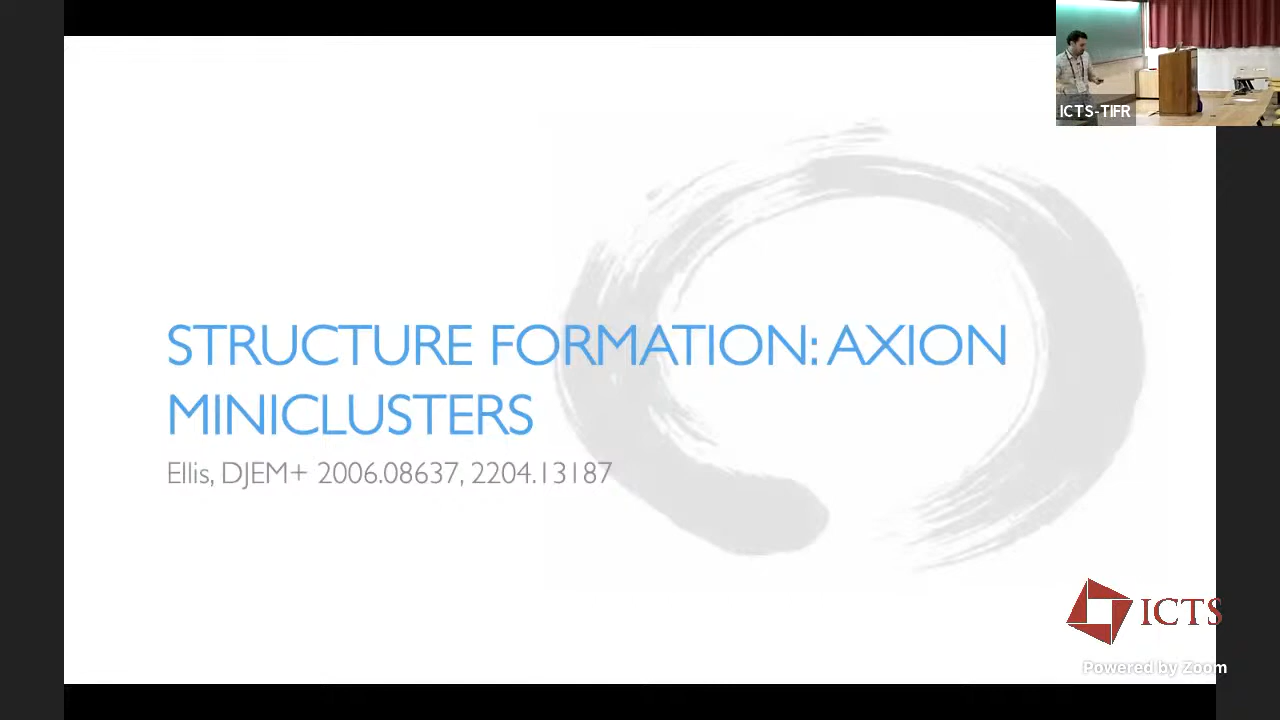 ICTS-TIFR
STRUCTURE FORMATION: AXION
MINICLUSTERS
Ellis, DJEM+ 2006.08637, 2204.13187
ICTS
Powered by Zoom